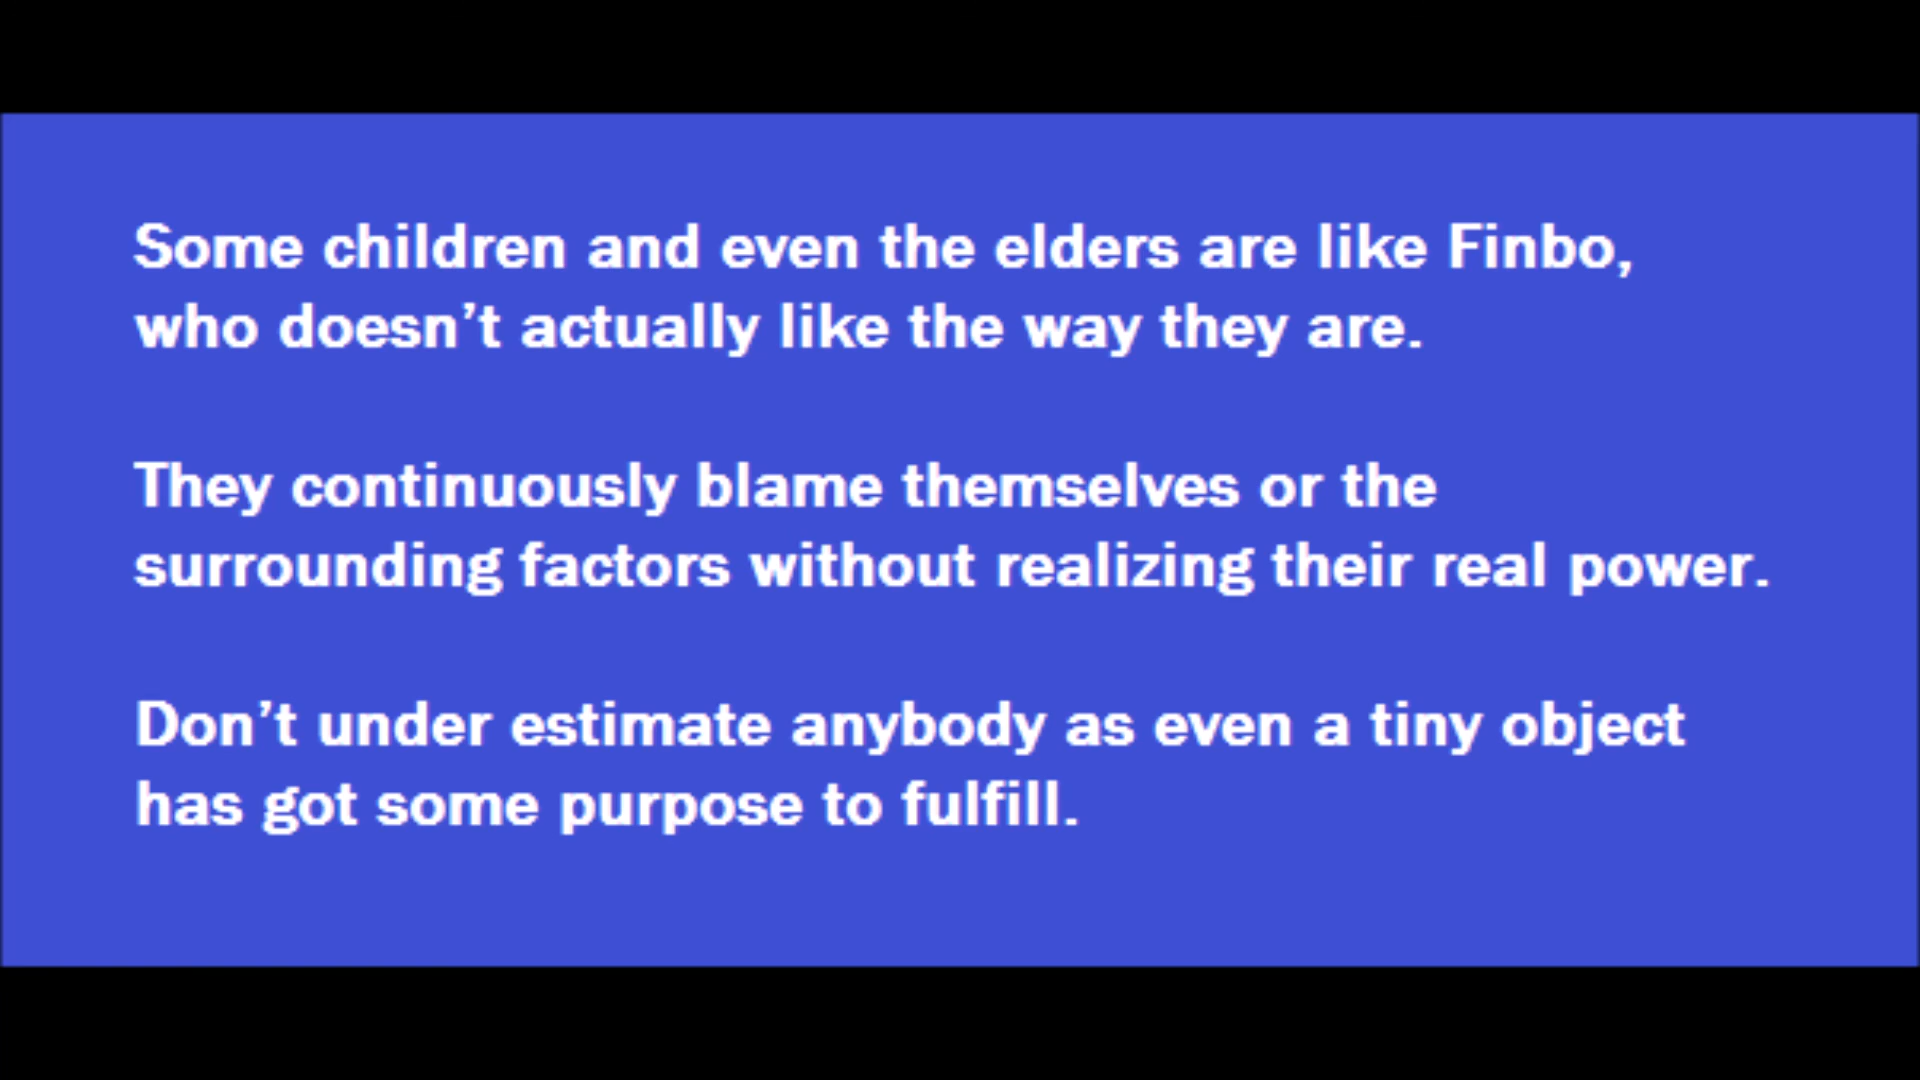 Some children and even the elders are like Finbo,
who doesn’t actually like the way they are.
They continuously blame themselves or the
surrounding factors without realizing their real power.
Don’t under estimate anybody as even a tiny object
has got some purpose to fulfill.